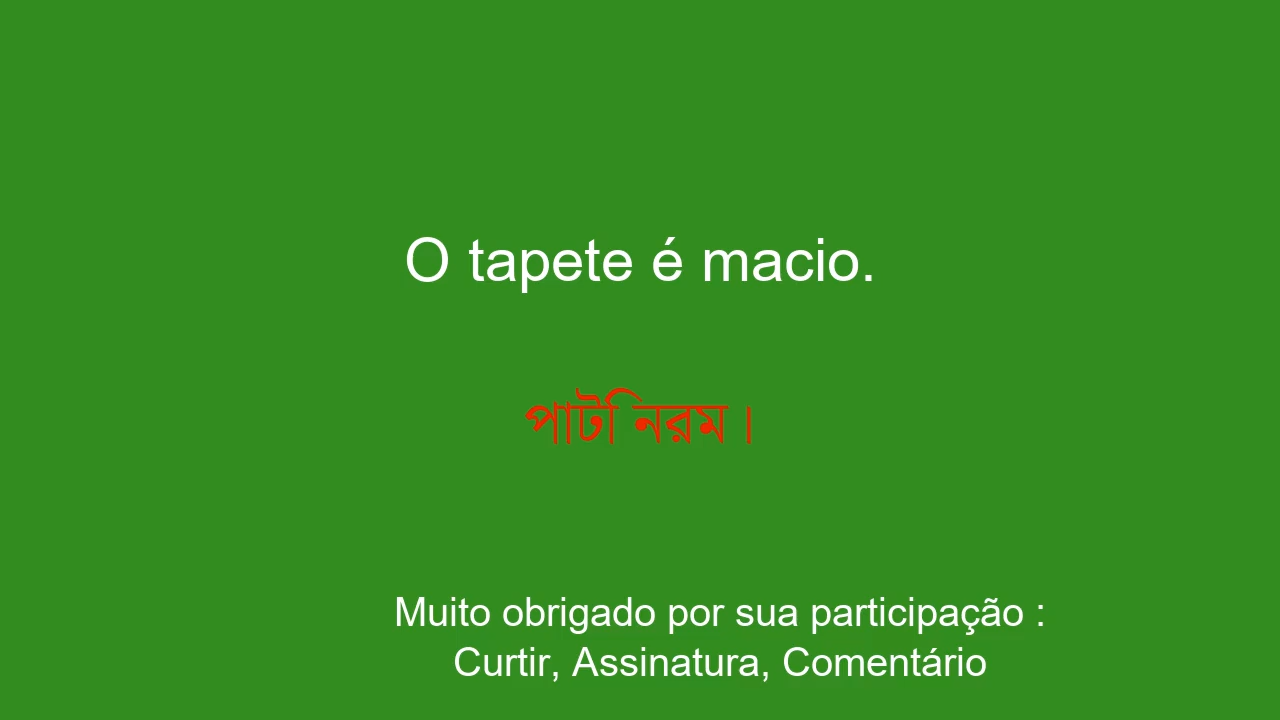 O tapete é macio.
পাটি নরম।
Muito obrigado por sua participação :
Curtir, Assinatura, Comentário